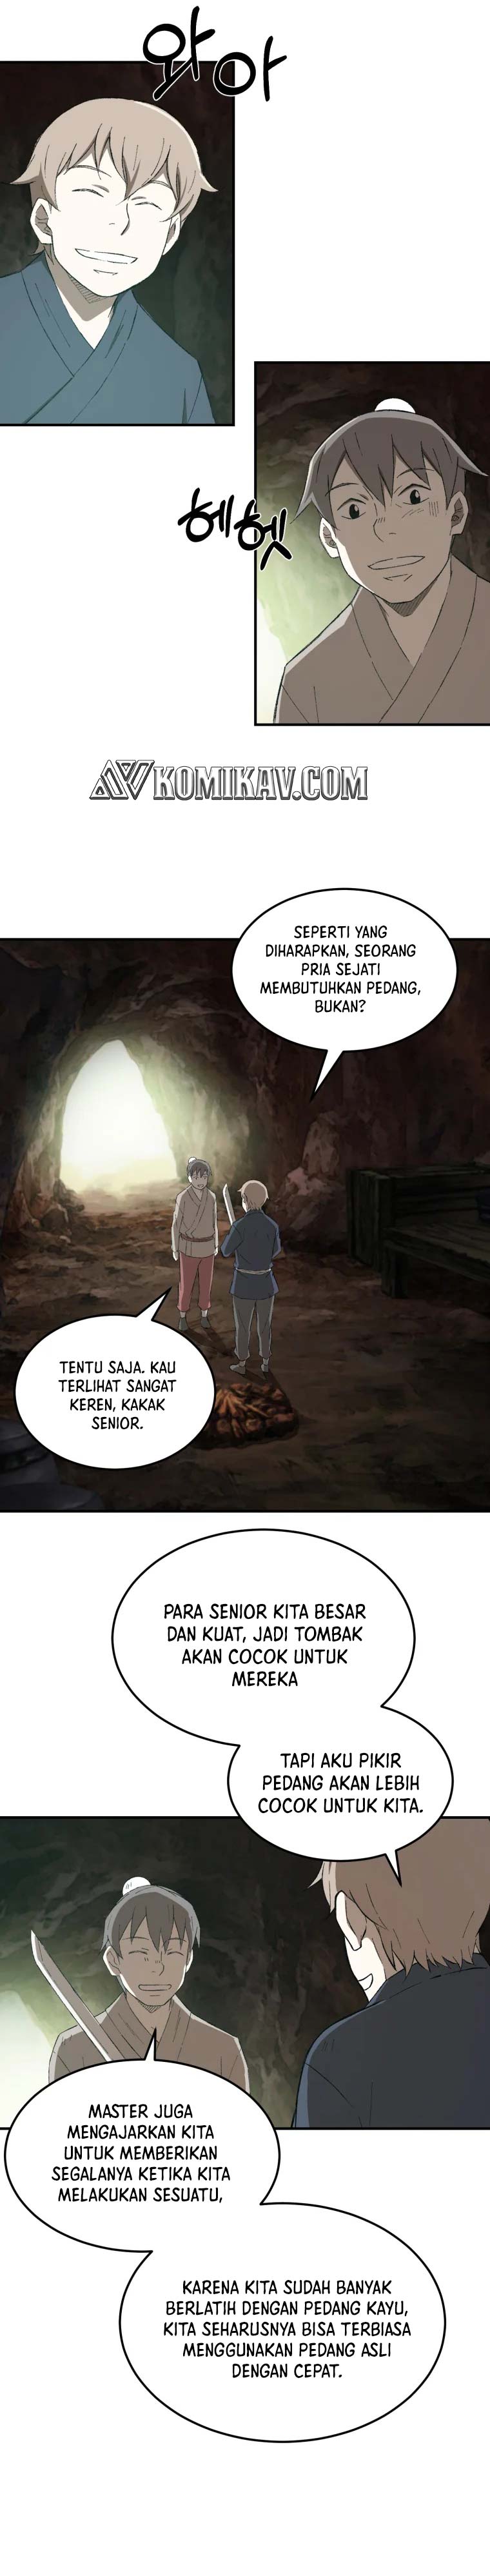 와아
헤헷
KOMIKAV.COM
SEPERTI YANG
DIHARAPKAN, SEORANG
PRIA SEJATI
MEMBUTUHKAN PEDANG,
BUKAN?
TENTU SAJA. KAU
TERLIHAT SANGAT
KEREN, KAKAK
SENIOR.
PARA SENIOR KITA BESAR
DAN KUAT, JADI TOMBAK
AKAN COCOK UNTUK
MEREKA
TAPI AKU PIKIR
PEDANG AKAN LEBIH
COCOK UNTUK KITA.
MASTER JUGA
MENGAJARKAN KITA
UNTUK MEMBERIKAN
SEGALANYA KETIKA KITA
MELAKUKAN SESUATU,
KARENA KITA SUDAH BANYAK
BERLATIH DENGAN PEDANG KAYU,
KITA SEHARUSNYA BISA TERBIASA
MENGGUNAKAN PEDANG ASLI
DENGAN CEPAT.